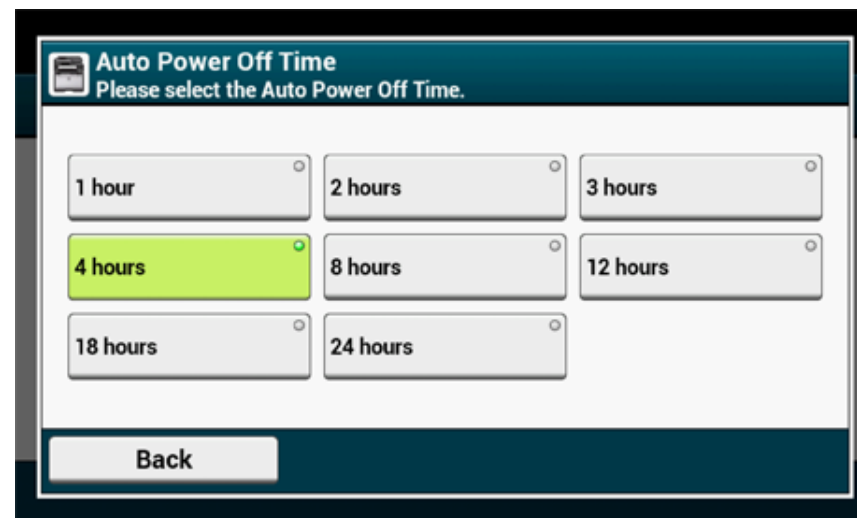 Auto Power Off Time
Please select the Auto Power Off Time.
1 hour
2 hours
3 hours
4 hours
8 hours
12 hours
18 hours
24 hours
Back